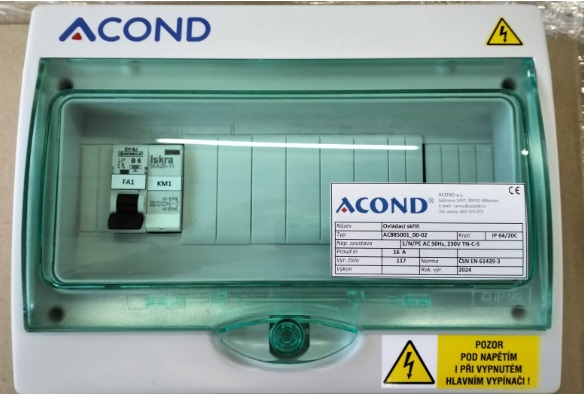 ACOND
B 6
FA1
Iskra
KM1
ACOND®
ACOND a.s.
CE
Název Ovládací skříň
Typ AC885001_00-02 Krytí IP 64/20C
Nap. soustava 1/N/PE AC 50Hz, 230V TN-C-S
Proud In 16 A
Výr. číslo 117 Norma ČSN EN 61439-3
Výkon Rok. výr. 2024
POZOR
POD NAPĚTÍM
I PŘI VYPNUTÉM
HLAVNÍM VYPÍNAČI !